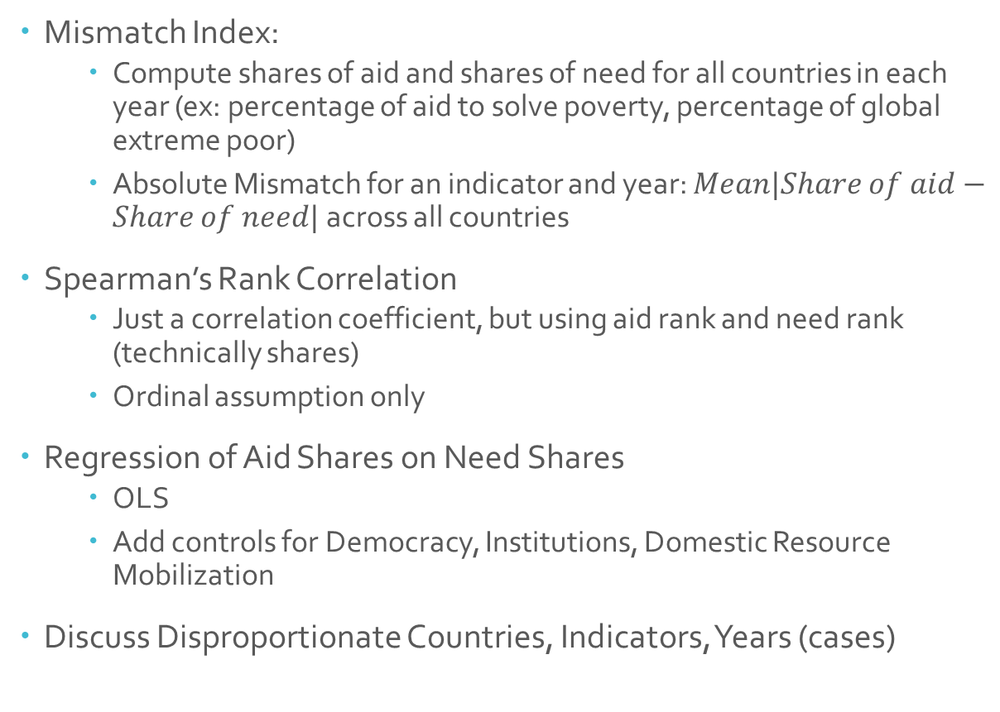 • Mismatch Index:
• Compute shares of aid and shares of need for all countries in each
year (ex: percentage of aid to solve poverty, percentage of global
extreme poor)
• Absolute Mismatch for an indicator and year: Mean|Share of aid −
Share of need| across all countries
• Spearman’s Rank Correlation
• Just a correlation coefficient, but using aid rank and need rank
(technically shares)
• Ordinal assumption only
• Regression of Aid Shares on Need Shares
• OLS
• Add controls for Democracy, Institutions, Domestic Resource
Mobilization
• Discuss Disproportionate Countries, Indicators, Years (cases)